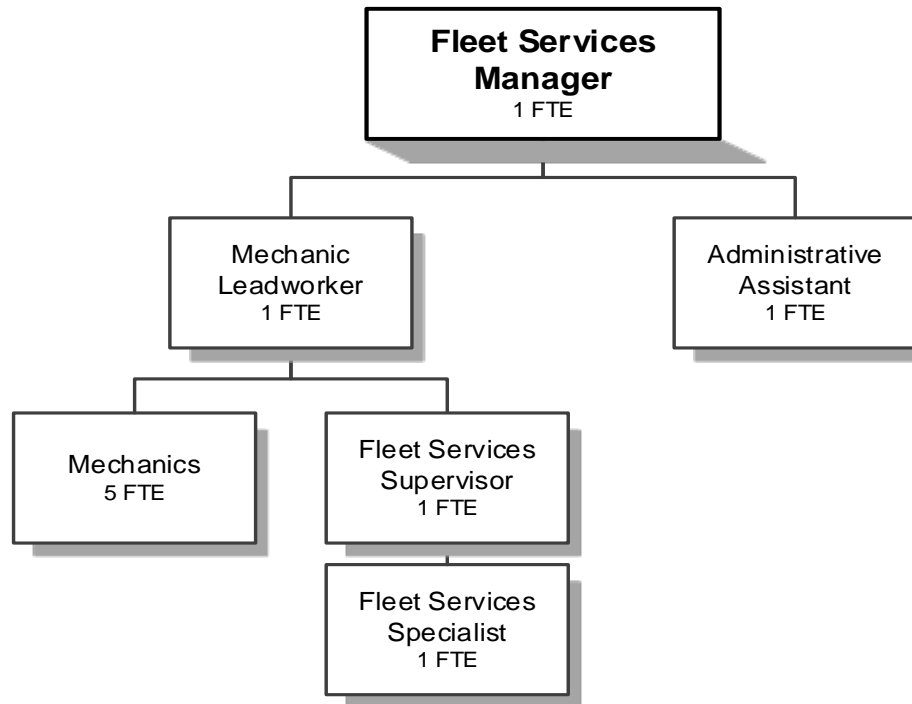 Fleet Services
Manager
1 FTE
Mechanic
Leadworker
1 FTE
Administrative
Assistant
1 FTE
Mechanics
5 FTE
Fleet Services
Supervisor
1 FTE
Fleet Services
Specialist
1 FTE